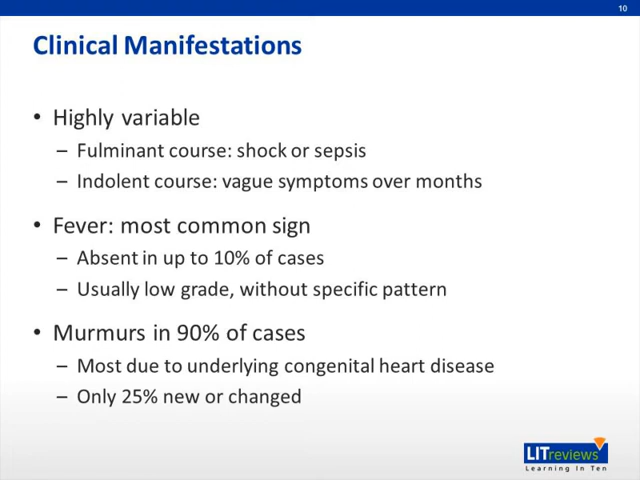 10
Clinical Manifestations
• Highly variable
– Fulminant course: shock or sepsis
– Indolent course: vague symptoms over months
• Fever: most common sign
– Absent in up to 10% of cases
– Usually low grade, without specific pattern
• Murmurs in 90% of cases
– Most due to underlying congenital heart disease
– Only 25% new or changed
LITreviews
Learning In Ten